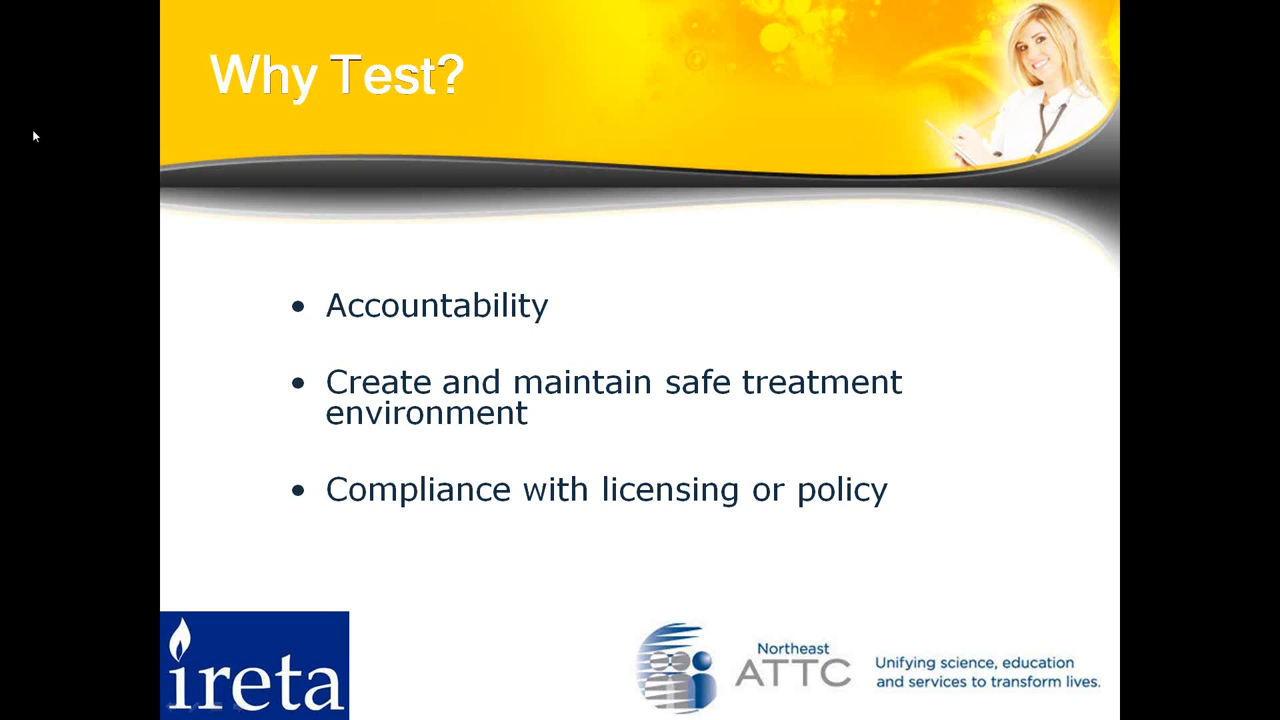 Why Test?
• Accountability
• Create and maintain safe treatment
environment
• Compliance with licensing or policy
ireta
Northeast
ATTC
Unifying science, education
and services to transform lives.